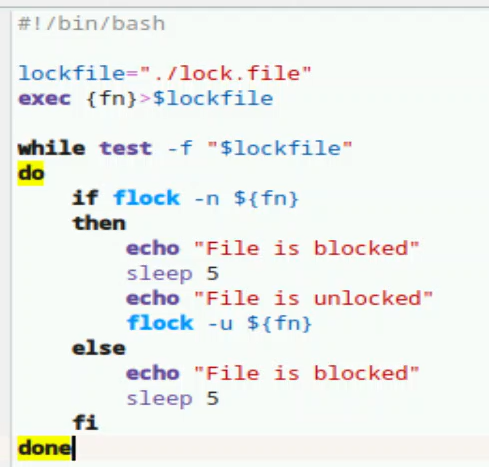 #!/bin/bash
lockfile="./lock.file"
exec {fn}>$lockfile
while test -f "$lockfile"
do
if flock -n ${fn}
then
echo "File is blocked"
sleep 5
echo "File is unlocked"
flock -u ${fn}
else
echo "File is blocked"
sleep 5
fi
done